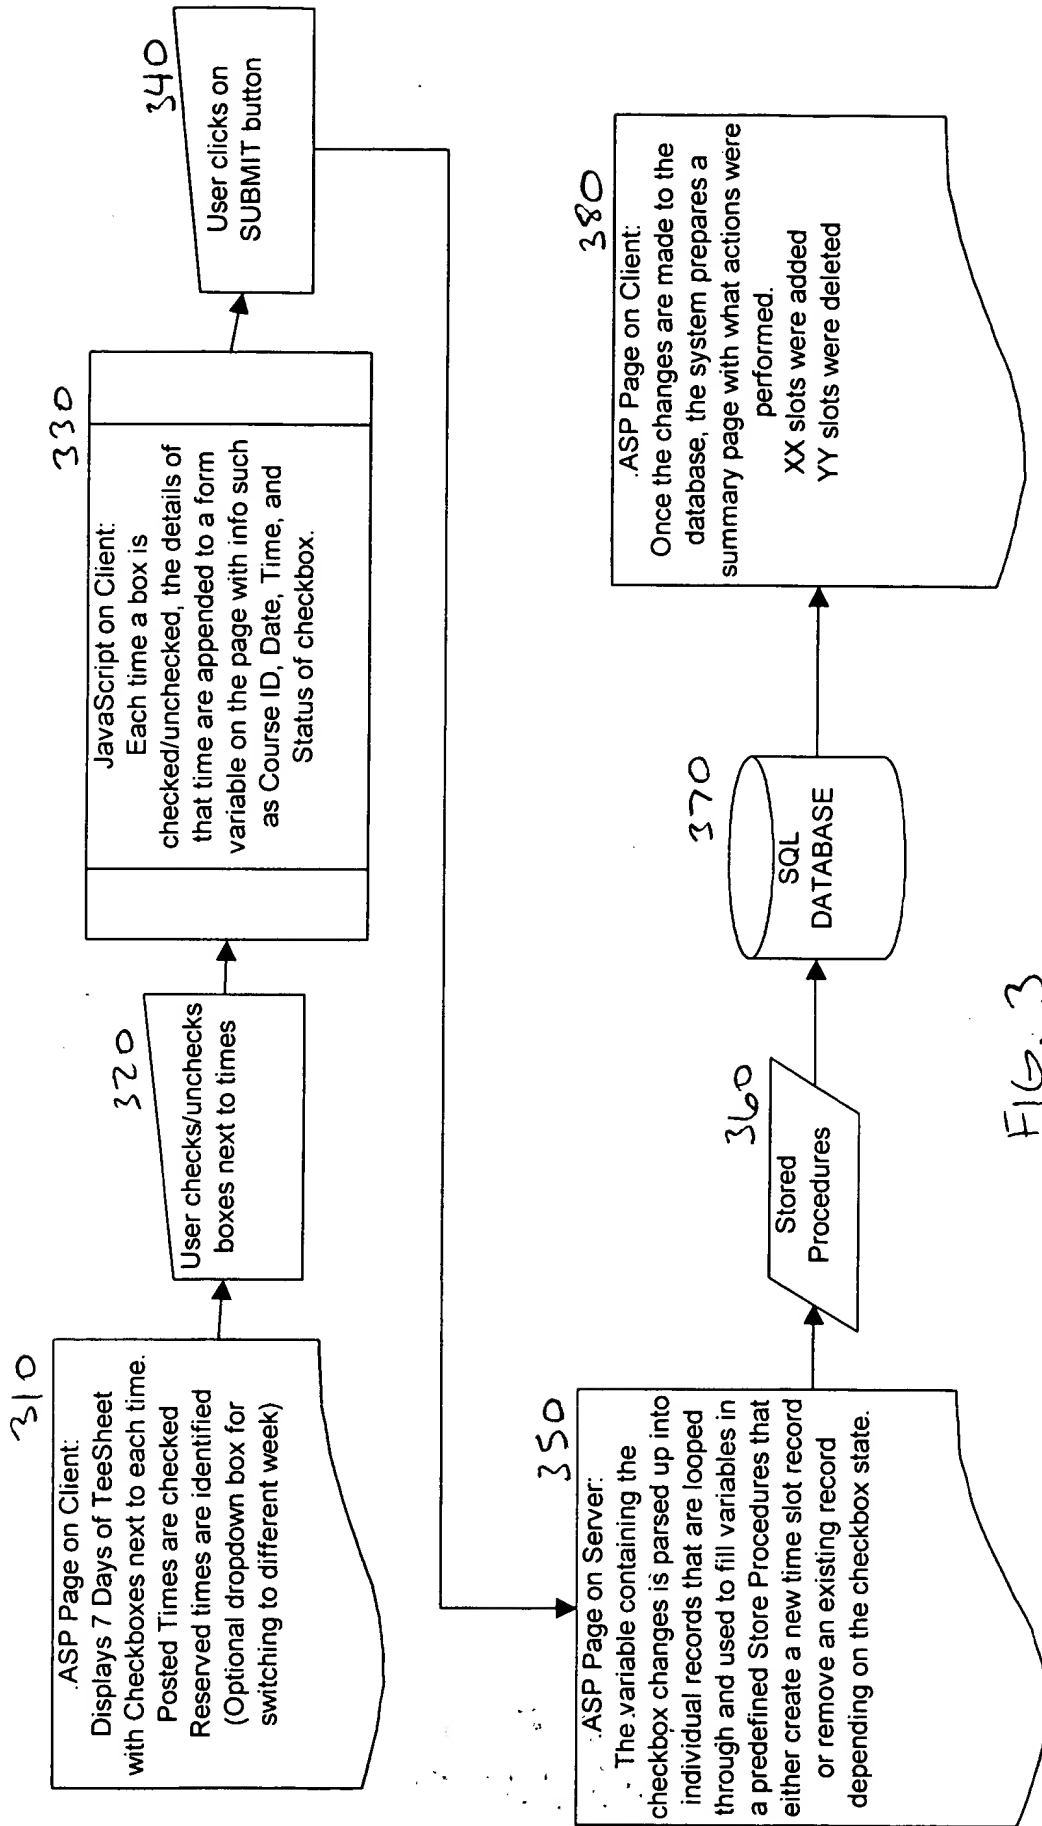 310
.ASP Page on Client:
Displays 7 Days of TeeSheet
with Checkboxes next to each time.
Posted Times are checked
Reserved times are identified
(Optional dropdown box for
switching to different week)
320
User checks/unchecks
boxes next to times
330
JavaScript on Client:
Each time a box is
checked/unchecked, the details of
that time are appended to a form
variable on the page with info such
as Course ID, Date, Time, and
Status of checkbox.
340
User clicks on
SUBMIT button
350
.ASP Page on Server:
The variable containing the
checkbox changes is parsed up into
individual records that are looped
through and used to fill variables in
a predefined Store Procedures that
either create a new time slot record
or remove an existing record
depending on the checkbox state.
360
Stored
Procedures
370
SQL
DATABASE
380
.ASP Page on Client:
Once the changes are made to the
database, the system prepares a
summary page with what actions were
performed.
XX slots were added
YY slots were deleted
FIG. 3